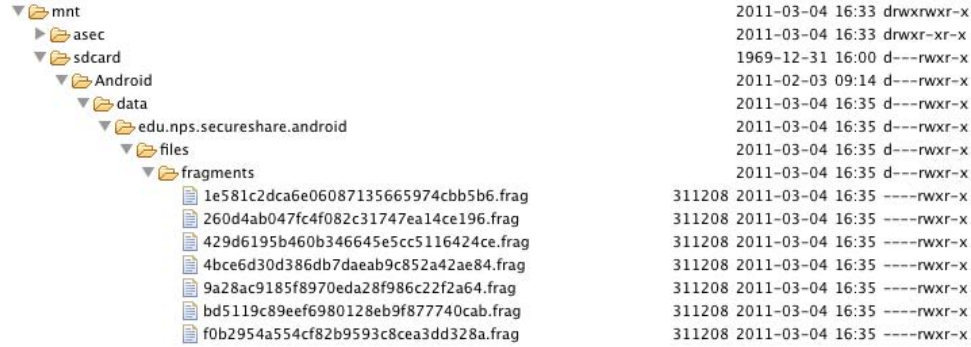 mnt 2011-03-04 16:33 drwxrwxr-x
asec 2011-03-04 16:33 drwxr-xr-x
sdcard 1969-12-31 16:00 d---rwxr-x
Android 2011-02-03 09:14 d---rwxr-x
data 2011-03-04 16:35 d---rwxr-x
edu.nps.secureshare.android 2011-03-04 16:35 d---rwxr-x
files 2011-03-04 16:35 d---rwxr-x
fragments 2011-03-04 16:35 d---rwxr-x
1e581c2dca6e06087135665974cbb5b6.frag 311208 2011-03-04 16:35 ----rwxr-x
260d4ab047fc4f082c31747ea14ce196.frag 311208 2011-03-04 16:35 ----rwxr-x
429d6195b460b346645e5cc5116424ce.frag 311208 2011-03-04 16:35 ----rwxr-x
4bce6d30d386db7daeab9c852a42ae84.frag 311208 2011-03-04 16:35 ----rwxr-x
9a28ac9185f8970eda28f986c22f2a64.frag 311208 2011-03-04 16:35 ----rwxr-x
bd5119c89eef6980128eb9f877740cab.frag 311208 2011-03-04 16:35 ----rwxr-x
f0b2954a554cf82b9593c8cea3dd328a.frag 311208 2011-03-04 16:35 ----rwxr-x